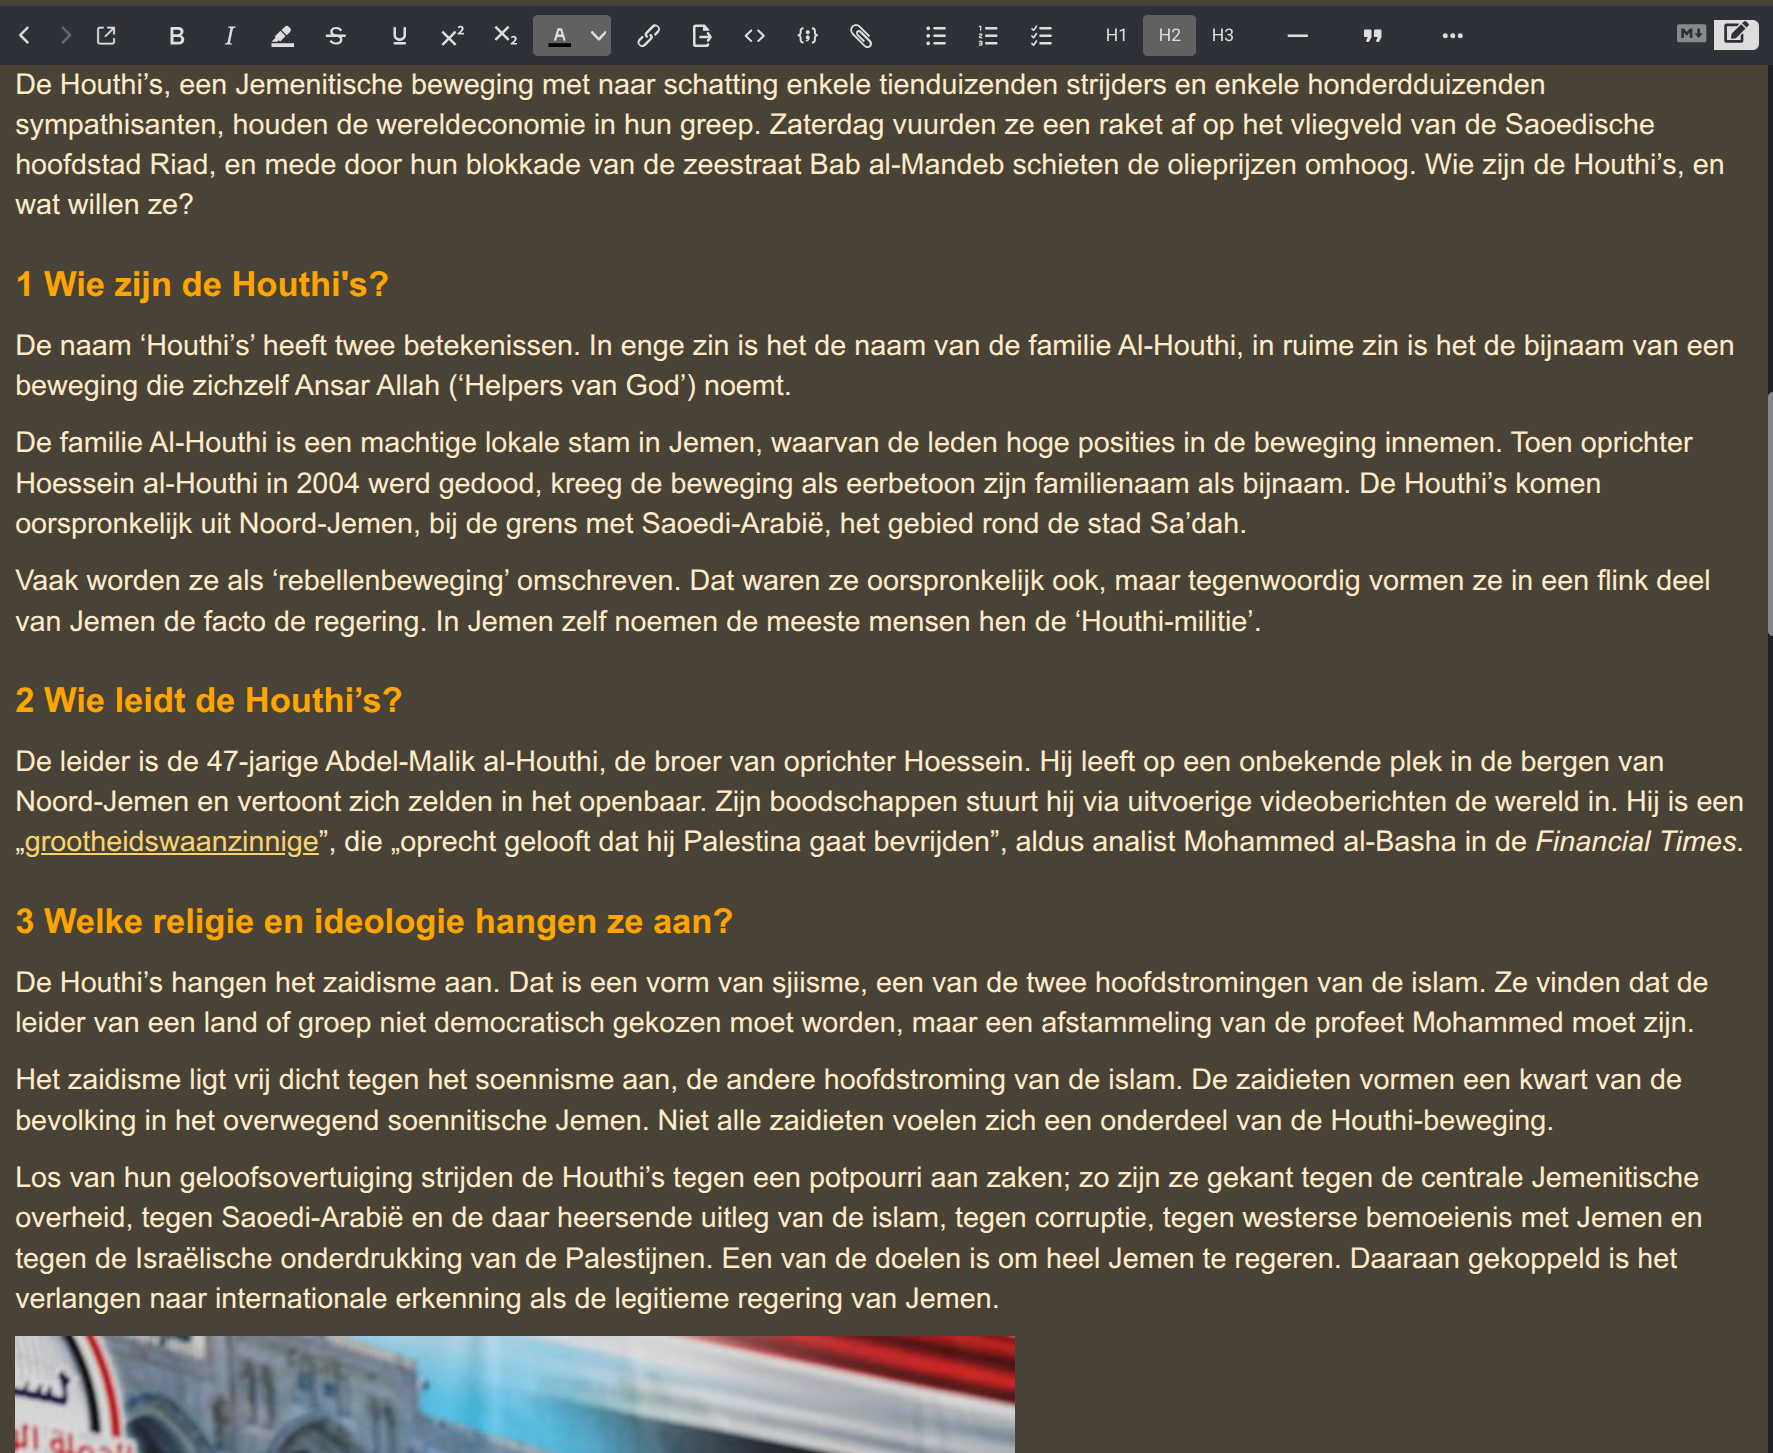 B I S U X² X₂ A H1 H2 H3 M↓
De Houthi’s, een Jemenitische beweging met naar schatting enkele tienduizenden strijders en enkele honderdduizenden
sympathisanten, houden de wereldeconomie in hun greep. Zaterdag vuurden ze een raket af op het vliegveld van de Saoedische
hoofdstad Riad, en mede door hun blokkade van de zeestraat Bab al-Mandeb schieten de olieprijzen omhoog. Wie zijn de Houthi’s, en
wat willen ze?
1 Wie zijn de Houthi's?
De naam ‘Houthi’s’ heeft twee betekenissen. In enge zin is het de naam van de familie Al-Houthi, in ruime zin is het de bijnaam van een
beweging die zichzelf Ansar Allah (‘Helpers van God’) noemt.
De familie Al-Houthi is een machtige lokale stam in Jemen, waarvan de leden hoge posities in de beweging innemen. Toen oprichter
Hoessein al-Houthi in 2004 werd gedood, kreeg de beweging als eerbetoon zijn familienaam als bijnaam. De Houthi’s komen
oorspronkelijk uit Noord-Jemen, bij de grens met Saoedi-Arabië, het gebied rond de stad Sa’dah.
Vaak worden ze als ‘rebellenbeweging’ omschreven. Dat waren ze oorspronkelijk ook, maar tegenwoordig vormen ze in een flink deel
van Jemen de facto de regering. In Jemen zelf noemen de meeste mensen hen de ‘Houthi-militie’.
2 Wie leidt de Houthi’s?
De leider is de 47-jarige Abdel-Malik al-Houthi, de broer van oprichter Hoessein. Hij leeft op een onbekende plek in de bergen van
Noord-Jemen en vertoont zich zelden in het openbaar. Zijn boodschappen stuurt hij via uitvoerige videoberichten de wereld in. Hij is een
„grootheidswaanzinnige”, die „oprecht gelooft dat hij Palestina gaat bevrijden”, aldus analist Mohammed al-Basha in de Financial Times.
3 Welke religie en ideologie hangen ze aan?
De Houthi’s hangen het zaidisme aan. Dat is een vorm van sjiisme, een van de twee hoofdstromingen van de islam. Ze vinden dat de
leider van een land of groep niet democratisch gekozen moet worden, maar een afstammeling van de profeet Mohammed moet zijn.
Het zaidisme ligt vrij dicht tegen het soennisme aan, de andere hoofdstroming van de islam. De zaidieten vormen een kwart van de
bevolking in het overwegend soennitische Jemen. Niet alle zaidieten voelen zich een onderdeel van de Houthi-beweging.
Los van hun geloofsovertuiging strijden de Houthi’s tegen een potpourri aan zaken; zo zijn ze gekant tegen de centrale Jemenitische
overheid, tegen Saoedi-Arabië en de daar heersende uitleg van de islam, tegen corruptie, tegen westerse bemoeienis met Jemen en
tegen de Israëlische onderdrukking van de Palestijnen. Een van de doelen is om heel Jemen te regeren. Daaraan gekoppeld is het
verlangen naar internationale erkenning als de legitieme regering van Jemen.